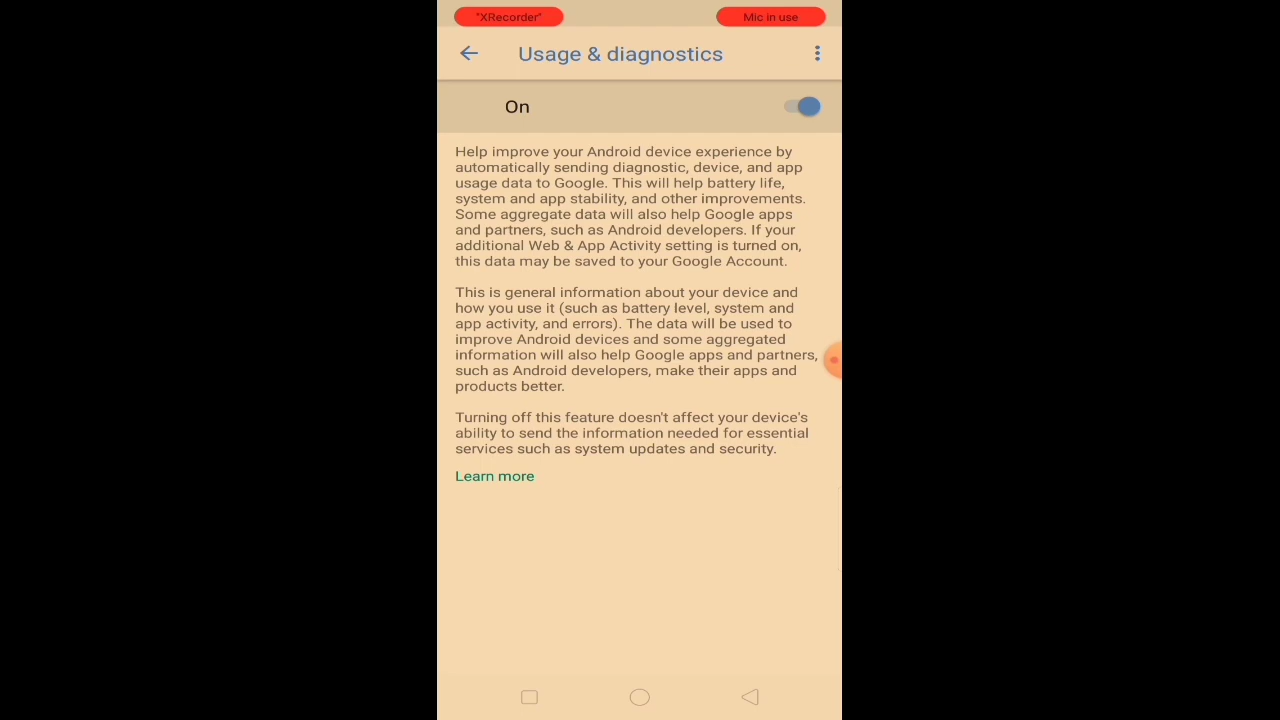 "XRecorder"
Mic in use
Usage & diagnostics
On
Help improve your Android device experience by
automatically sending diagnostic, device, and app
usage data to Google. This will help battery life,
system and app stability, and other improvements.
Some aggregate data will also help Google apps
and partners, such as Android developers. If your
additional Web & App Activity setting is turned on,
this data may be saved to your Google Account.
This is general information about your device and
how you use it (such as battery level, system and
app activity, and errors). The data will be used to
improve Android devices and some aggregated
information will also help Google apps and partners,
such as Android developers, make their apps and
products better.
Turning off this feature doesn't affect your device's
ability to send the information needed for essential
services such as system updates and security.
Learn more